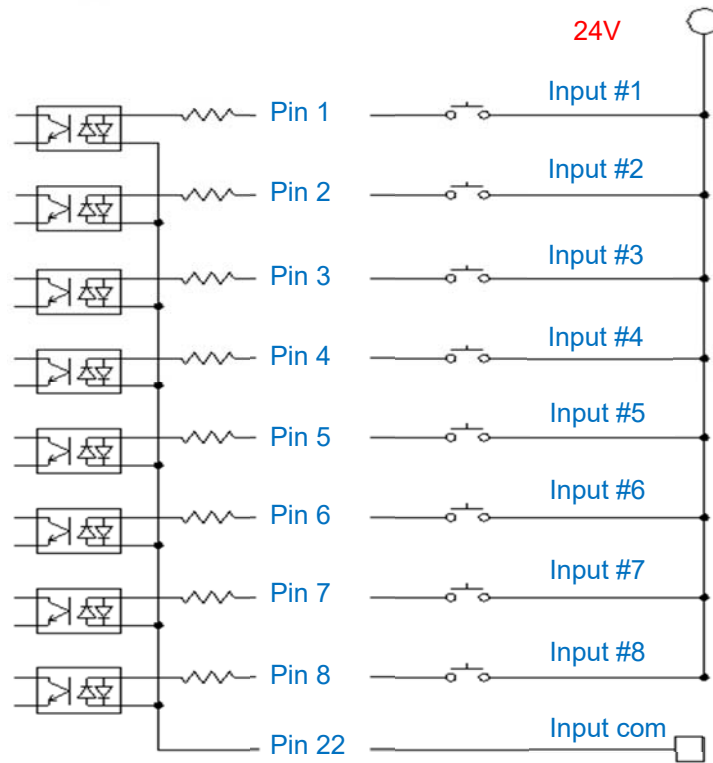 24V
Pin 1 Input #1
Pin 2 Input #2
Pin 3 Input #3
Pin 4 Input #4
Pin 5 Input #5
Pin 6 Input #6
Pin 7 Input #7
Pin 8 Input #8
Pin 22 Input com